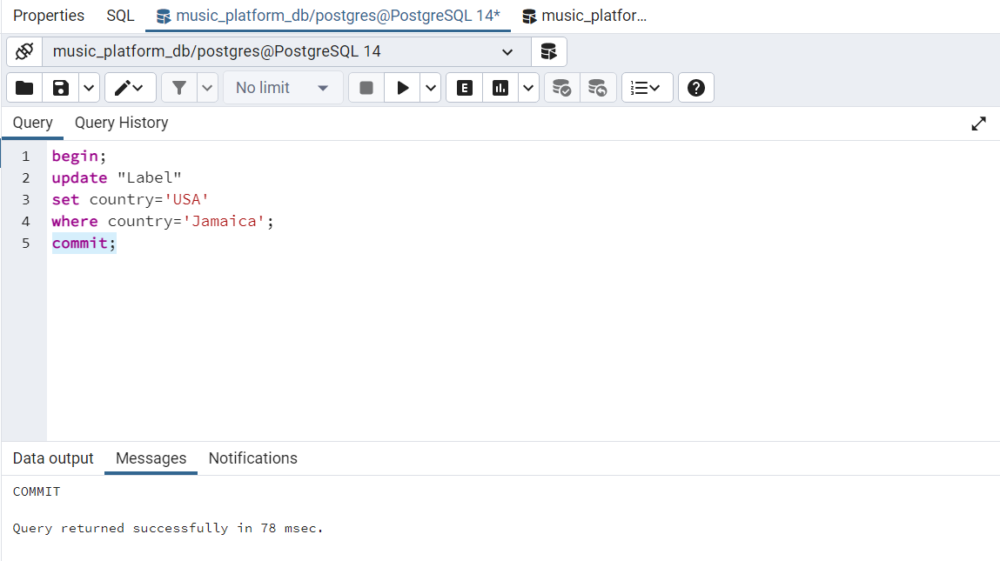 Properties SQL music_platform_db/postgres@PostgreSQL 14* music_platfor...
music_platform_db/postgres@PostgreSQL 14
No limit E
Query Query History
1 begin;
2 update "Label"
3 set country='USA'
4 where country='Jamaica';
5 commit;
Data output Messages Notifications
COMMIT
Query returned successfully in 78 msec.